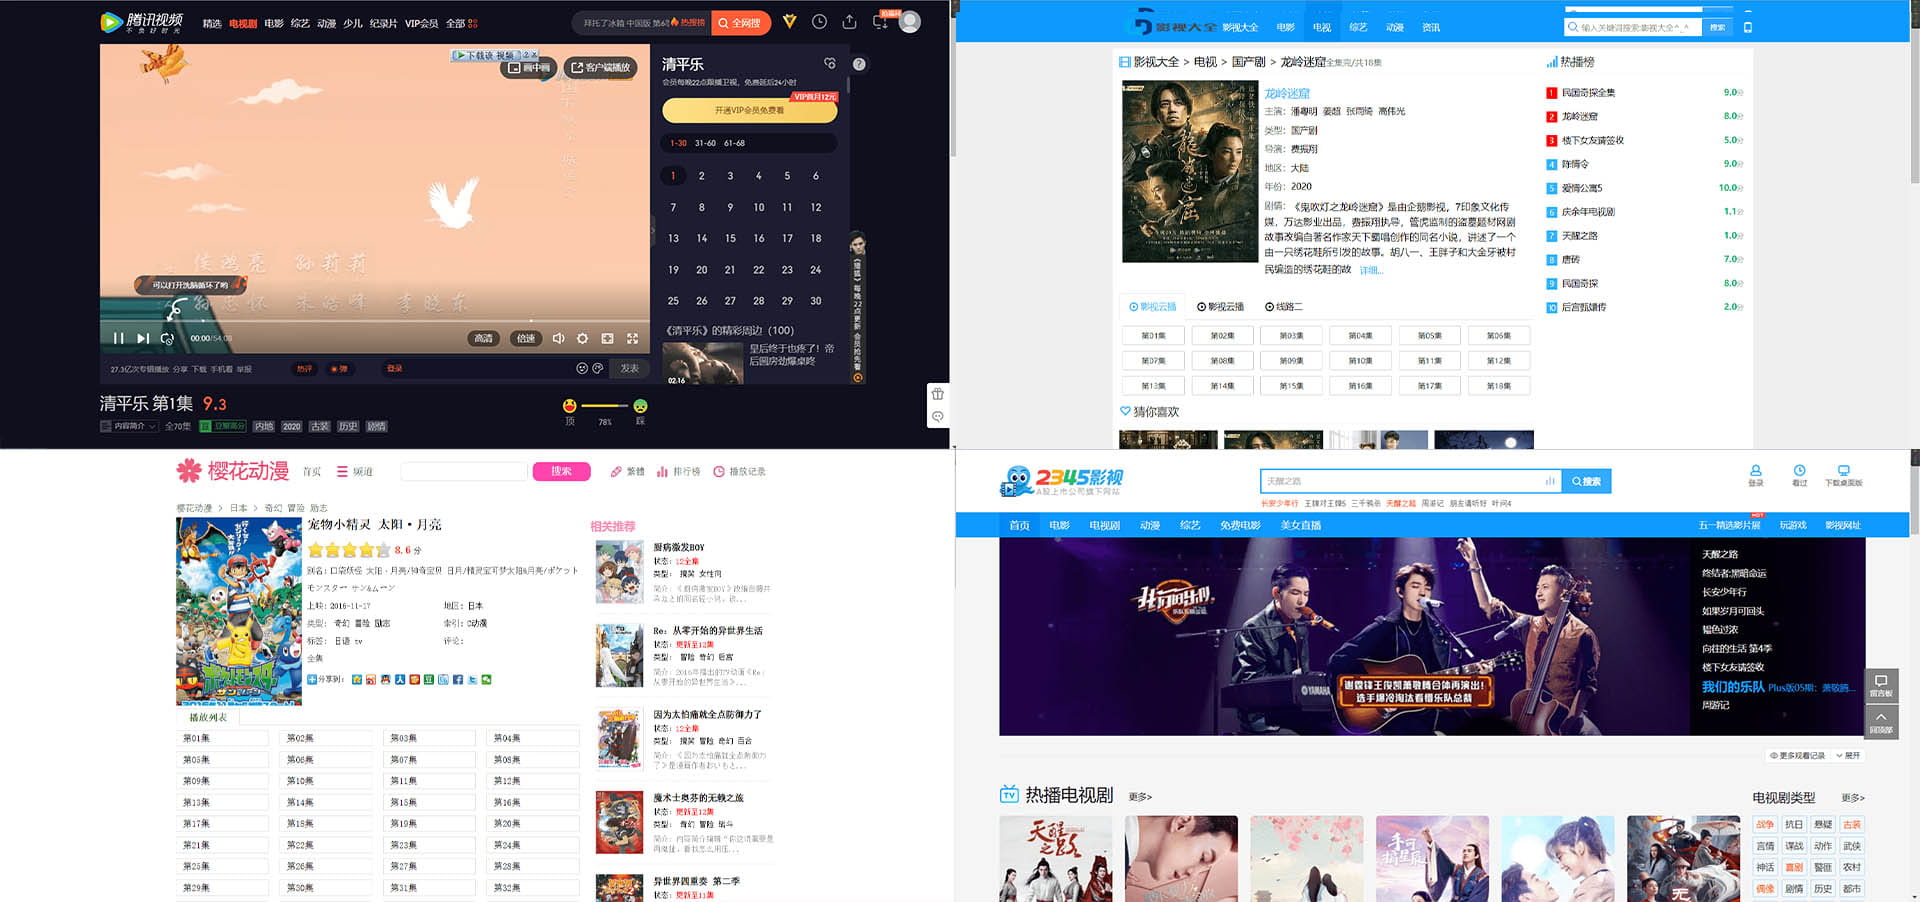 腾讯视频
不负好时光
精选 电视剧 电影 综艺 动漫 少儿 纪录片 VIP会员 全部
热报榜
全网搜
下载该视频
画中画
客户端播放
侯鸿亮 孙莉莉
朱皓峰 李晓东
可以打开洗脑循环了哟
00:00/54:03
高清
倍速
27.3亿次专辑播放 分享 下载 手机看 举报
热评
弹
登录
发表
清平乐
会员每晚22点跟播卫视，免费延后24小时
VIP首月12元
开通VIP会员免费看
1-30 31-60 61-68
1 2 3 4 5 6
7 8 9 10 11 12
13 14 15 16 17 18
19 20 21 22 23 24
25 26 27 28 29 30
《清平乐》的精彩周边（100）
皇后终于也疼了！帝
后圆房劲爆桌咚
02:16
清平乐 第1集 9.3
内容简介 全70集 豆瓣高分 内地 2020 古装 历史 剧情
顶
78%
踩
影视大全
影视大全 电影 电视 综艺 动漫 资讯
输入关键词搜索:影视大全^_^
搜索
影视大全 > 电视 > 国产剧 > 龙岭迷窟全集完/共18集
龙岭迷窟
主演: 潘粤明 姜超 张雨绮 高伟光
类型: 国产剧
导演: 费振翔
地区: 大陆
年份: 2020
剧情: 《鬼吹灯之龙岭迷窟》是由企鹅影视，7印象文化传
媒，万达影业出品，费振翔执导，管虎监制的盗墓题材网剧
故事改编自著名作家天下霸唱创作的同名小说，讲述了一个
由一只绣花鞋所引发的故事。胡八一、王胖子和大金牙被村
民编造的绣花鞋的故 详细...
影视云播
影视云播
线路二
第01集 第02集 第03集 第04集 第05集 第06集
第07集 第08集 第09集 第10集 第11集 第12集
第13集 第14集 第15集 第16集 第17集 第18集
猜你喜欢
热播榜
1 民国奇探全集 9.0分
2 龙岭迷窟 8.0分
3 楼下女友请签收 5.0分
4 陈情令 9.0分
5 爱情公寓5 10.0分
6 庆余年电视剧 1.1分
7 天醒之路 1.0分
8 唐砖 7.0分
9 民国奇探 8.0分
10 后宫甄嬛传 2.0分
樱花动漫
首页
频道
搜索
繁體
排行榜
播放记录
樱花动漫 > 日本 > 奇幻 冒险 励志
宠物小精灵 太阳·月亮
8.6 分
别名: 口袋妖怪 太阳·月亮/神奇宝贝 日月/精灵宝可梦太阳&月亮/ポケット
モンスター サン&ムーン
上映: 2016-11-17
地区: 日本
类型: 奇幻 冒险 励志
索引: C动漫
标签: 日语 tv
评论:
全集
分享到:
播放列表
第01集 第02集 第03集 第04集
第05集 第06集 第07集 第08集
第09集 第10集 第11集 第12集
第13集 第14集 第15集 第16集
第17集 第18集 第19集 第20集
第21集 第22集 第23集 第24集
第25集 第26集 第27集 第28集
第29集 第30集 第31集 第32集
相关推荐
厨病激发BOY
状态: 12全集
类型: 搞笑 女性向
Re: 从零开始的异世界生活
状态: 更新至12集
类型: 冒险 奇幻 后宫
因为太怕痛就全点防御力了
状态: 12全集
类型: 搞笑 冒险 奇幻 百合
魔术士奥芬的无赖之旅
状态: 更新至12集
类型: 奇幻 冒险 格斗
异世界四重奏 第二季
状态: 更新至11集
2345影视
A股上市公司旗下网站
天醒之路
搜索
长安少年行 王牌对王牌5 三千鸦杀 天醒之路 周游记 朋友请听好 叶问4
登录
看过
下载桌面版
首页 电影 电视剧 动漫 综艺 免费电影 美女直播
HOT
五一精选影片展 玩游戏 影视网址
我们的乐队
YAMAHA
谢霆锋王俊凯萧敬腾合体再演出!
选手爆冷淘汰看懵乐队总裁
天醒之路
终结者:黑暗命运
长安少年行
如果岁月可回头
韫色过浓
向往的生活 第4季
楼下女友请签收
我们的乐队 Plus版05期: 萧敬腾...
周游记
留言板
回顶部
更多观看记录
展开
热播电视剧 更多>
电视剧类型 更多>
战争 抗日 悬疑 古装
言情 谍战 动作 武侠
神话 喜剧 警匪 农村
偶像 剧情 历史 都市
天醒之路